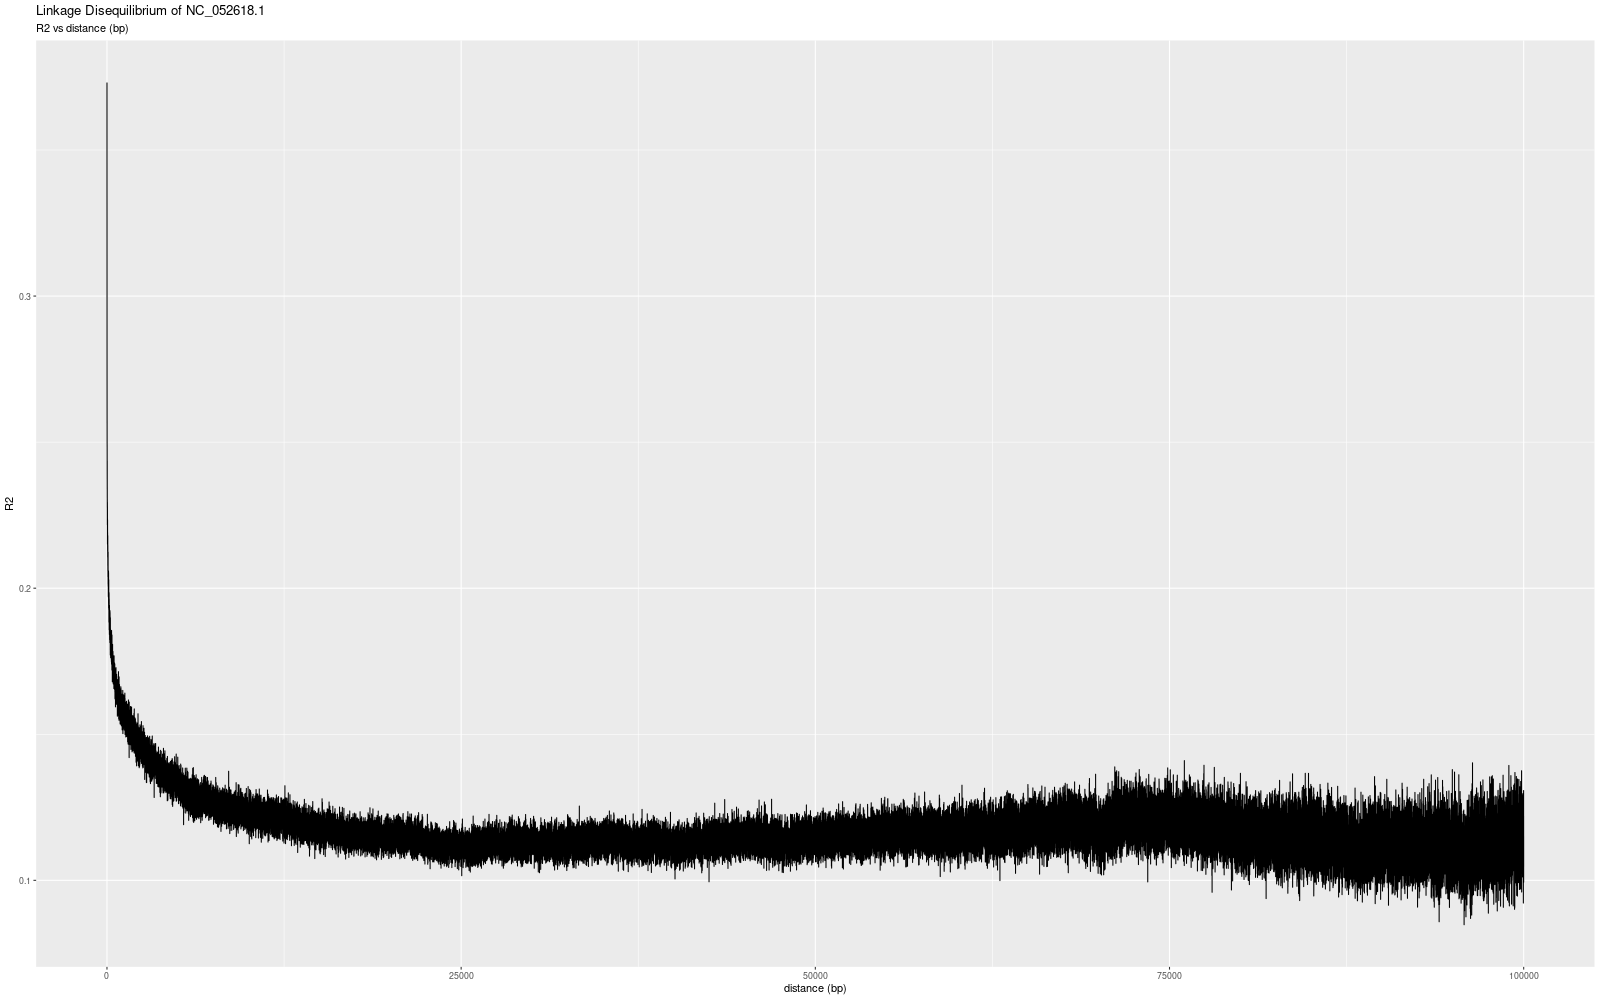 Linkage Disequilibrium of NC_052618.1
R2 vs distance (bp)
0.3
0.2
0.1
R2
0 25000 50000 75000 100000
distance (bp)